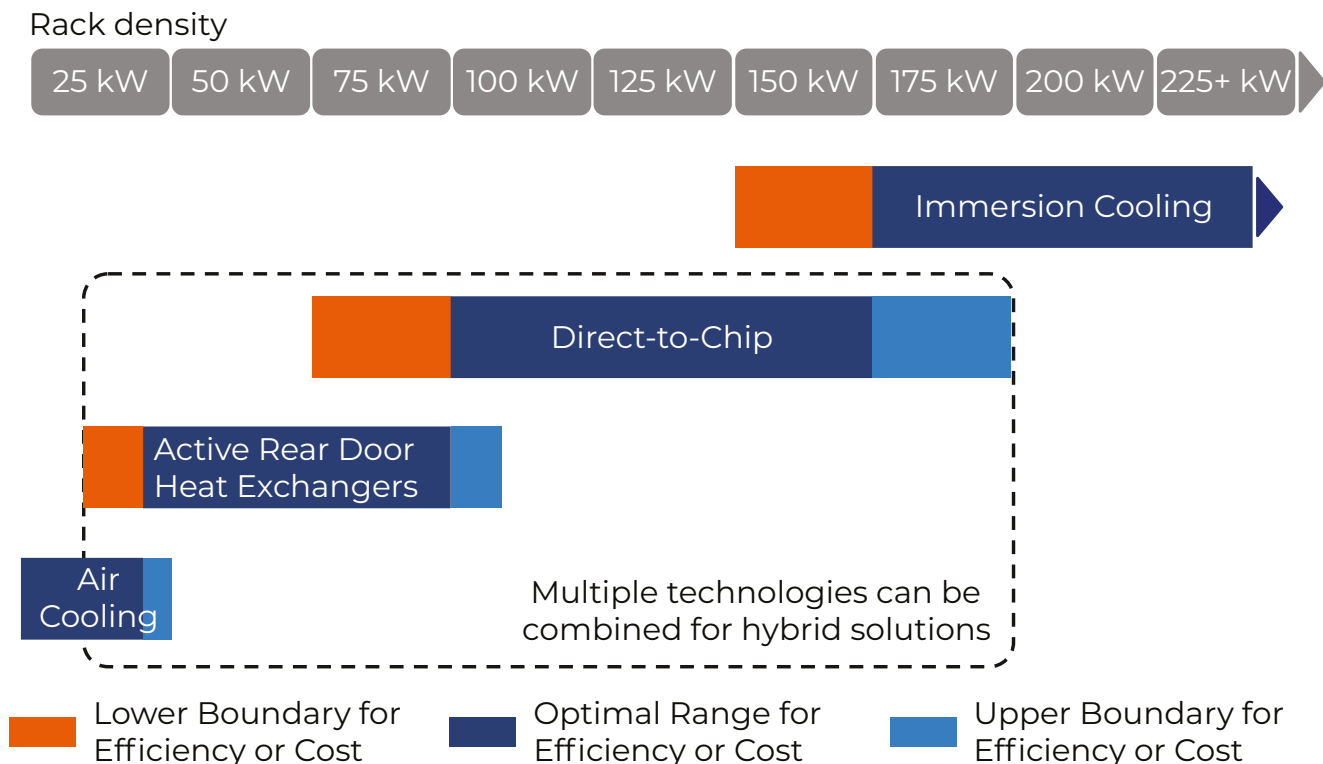 Rack density
25 kW 50 kW 75 kW 100 kW 125 kW 150 kW 175 kW 200 kW 225+ kW
Immersion Cooling
Direct-to-Chip
Active Rear Door
Heat Exchangers
Air
Cooling
Multiple technologies can be
combined for hybrid solutions
Lower Boundary for
Efficiency or Cost
Optimal Range for
Efficiency or Cost
Upper Boundary for
Efficiency or Cost